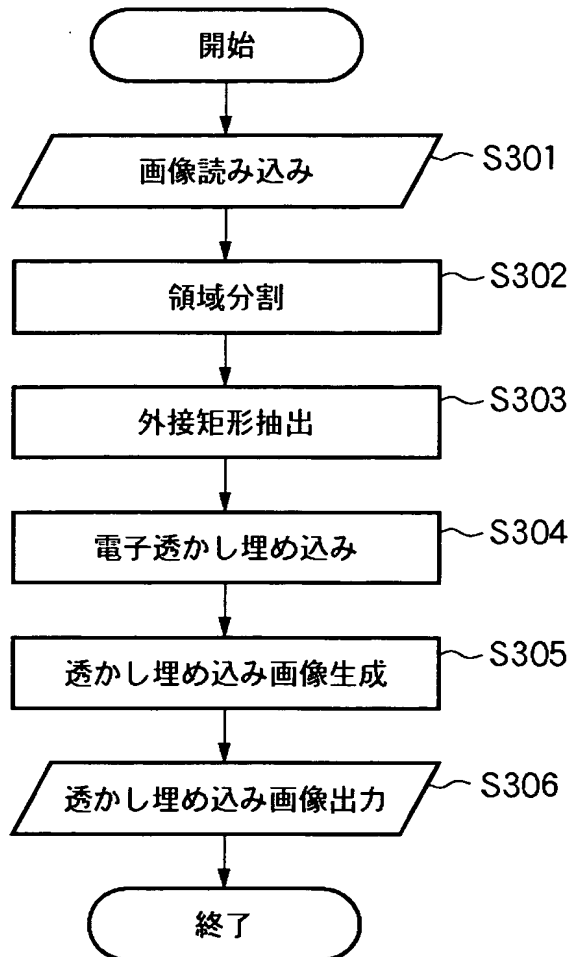 開始
画像読み込み S301
領域分割 S302
外接矩形抽出 S303
電子透かし埋め込み S304
透かし埋め込み画像生成 S305
透かし埋め込み画像出力 S306
終了